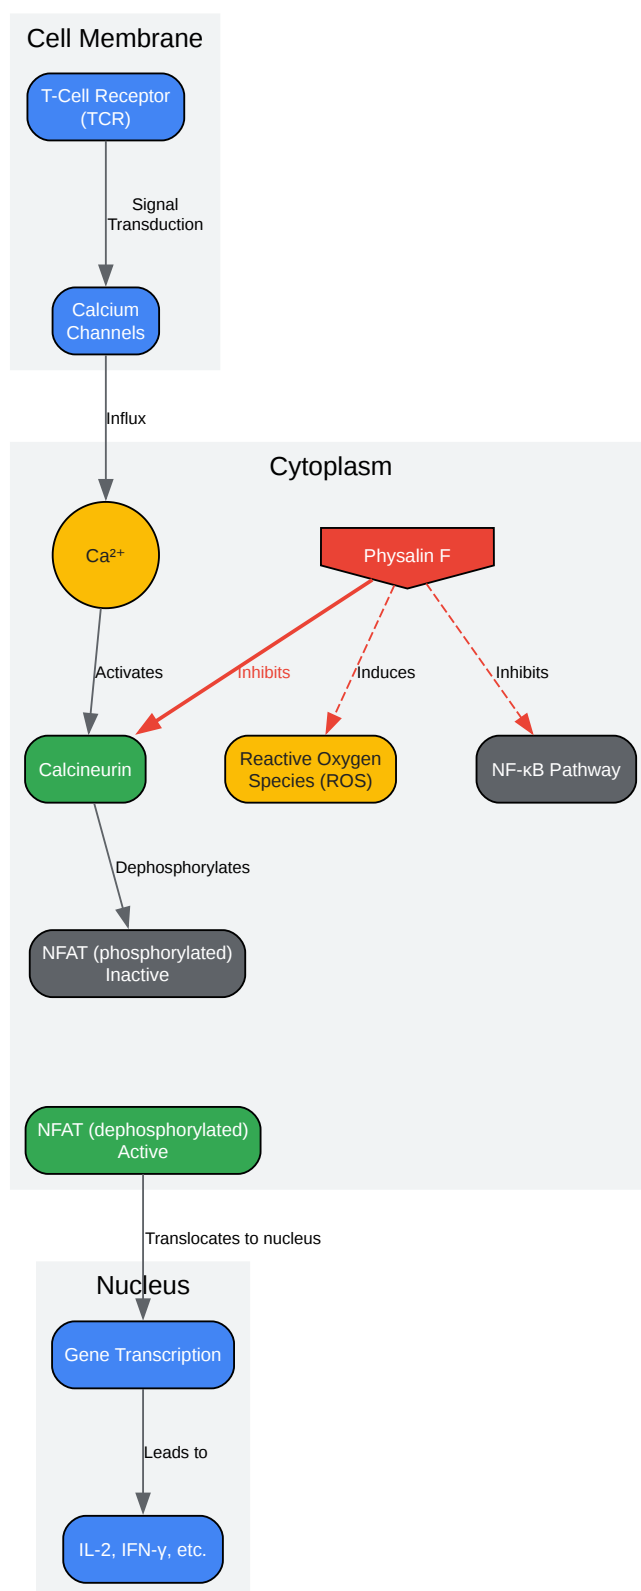 Cell Membrane
T-Cell Receptor
(TCR)
Signal
Transduction
Calcium
Channels
Influx
Cytoplasm
Ca²⁺
Physalin F
Activates
Inhibits
Induces
Inhibits
Calcineurin
Reactive Oxygen
Species (ROS)
NF-κB Pathway
Dephosphorylates
NFAT (phosphorylated)
Inactive
NFAT (dephosphorylated)
Active
Translocates to nucleus
Nucleus
Gene Transcription
Leads to
IL-2, IFN-γ, etc.